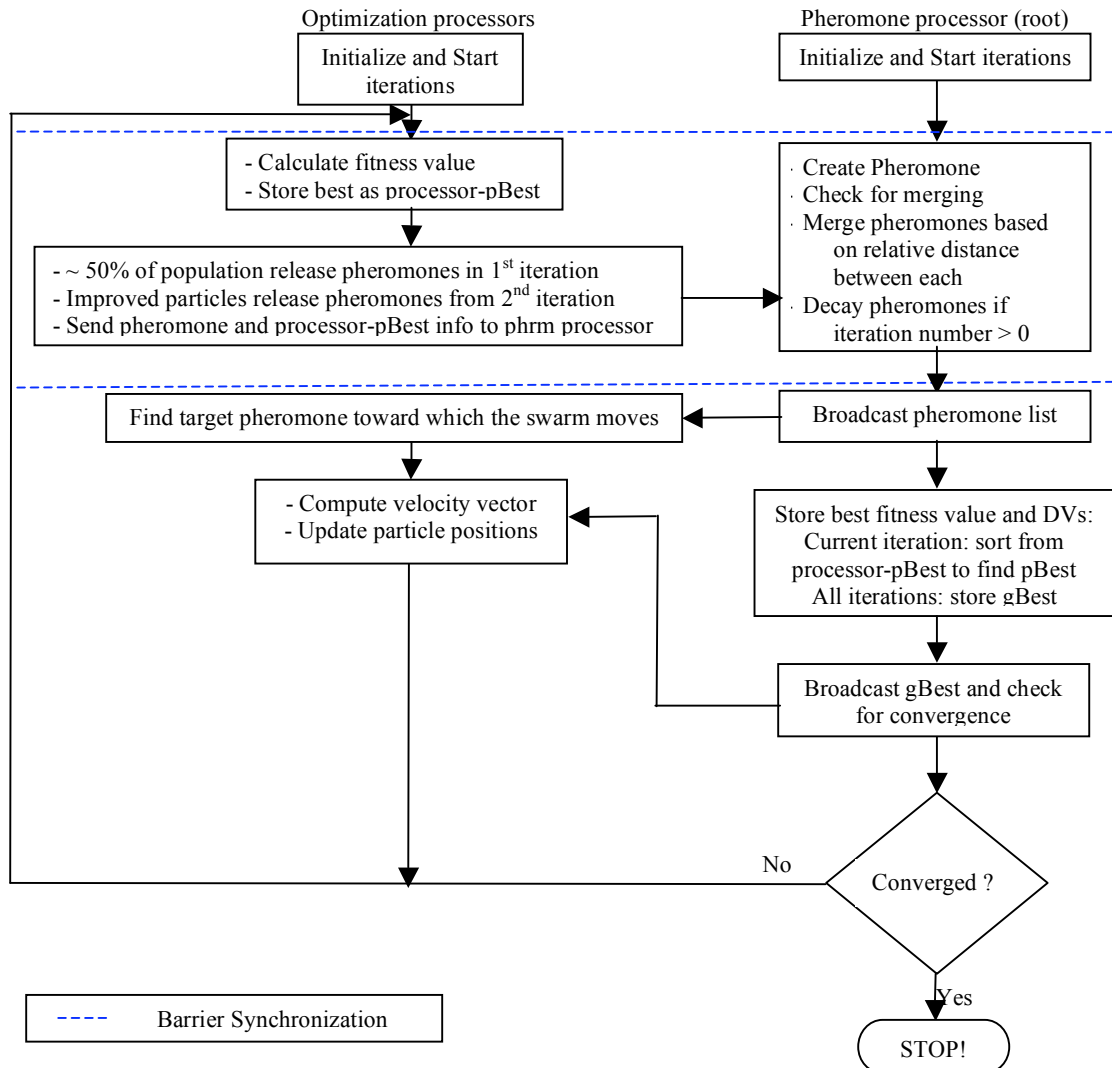 Optimization processors
Initialize and Start
iterations
- Calculate fitness value
- Store best as processor-pBest
- ~ 50% of population release pheromones in 1st iteration
- Improved particles release pheromones from 2nd iteration
- Send pheromone and processor-pBest info to phrm processor
Pheromone processor (root)
Initialize and Start iterations
· Create Pheromone
· Check for merging
· Merge pheromones based
on relative distance
between each
· Decay pheromones if
iteration number > 0
Find target pheromone toward which the swarm moves
Broadcast pheromone list
- Compute velocity vector
- Update particle positions
Store best fitness value and DVs:
Current iteration: sort from
processor-pBest to find pBest
All iterations: store gBest
Broadcast gBest and check
for convergence
No
Converged ?
Yes
STOP!
Barrier Synchronization